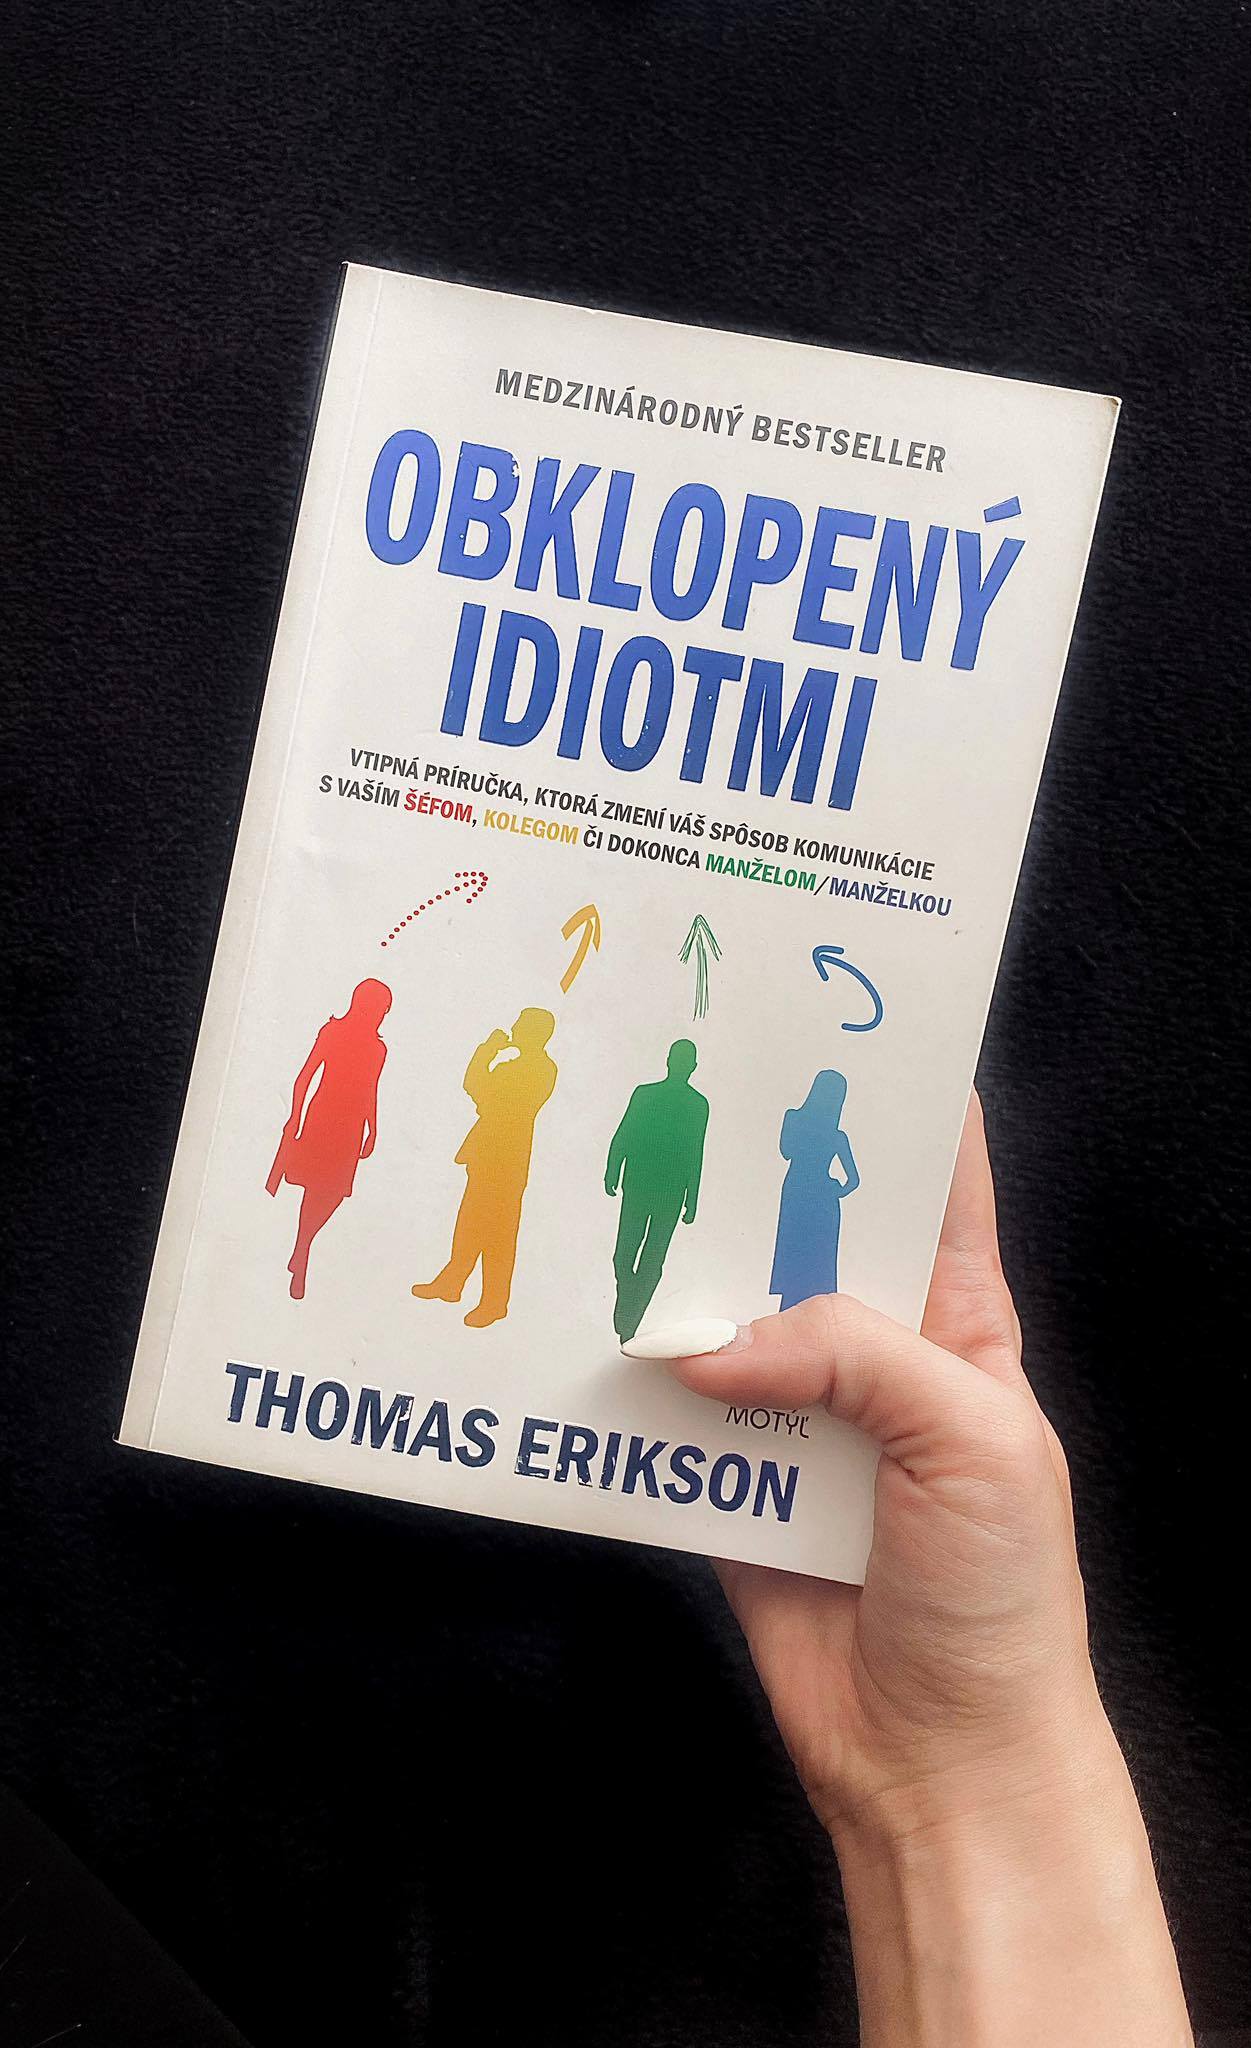 MEDZINÁRODNÝ BESTSELLER
OBKLOPENÝ
IDIOTMI
VTIPNÁ PRÍRUČKA, KTORÁ ZMENÍ VÁŠ SPÔSOB KOMUNIKÁCIE
S VAŠÍM ŠÉFOM, KOLEGOM ČI DOKONCA MANŽELOM/MANŽELKOU
MOTÝĽ
THOMAS ERIKSON